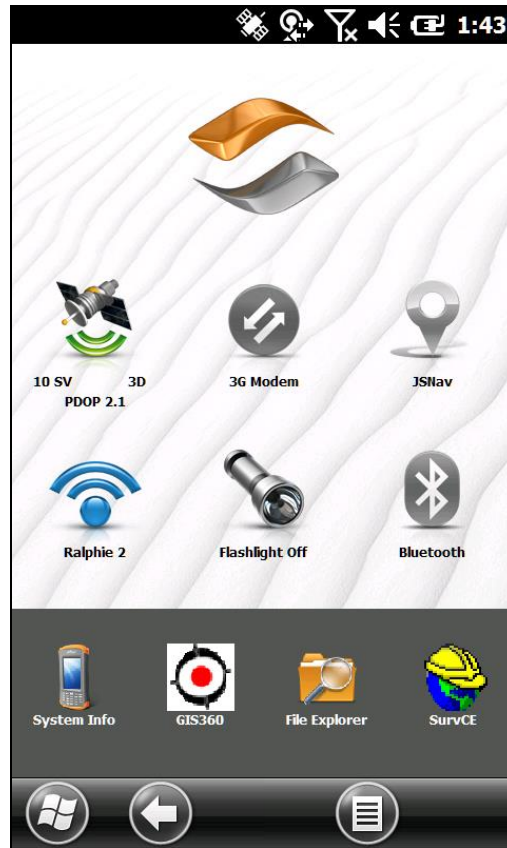 1:43
10 SV 3D
PDOP 2.1
3G Modem
JSNav
Ralphie 2
Flashlight Off
Bluetooth
System Info
GIS360
File Explorer
SurvCE